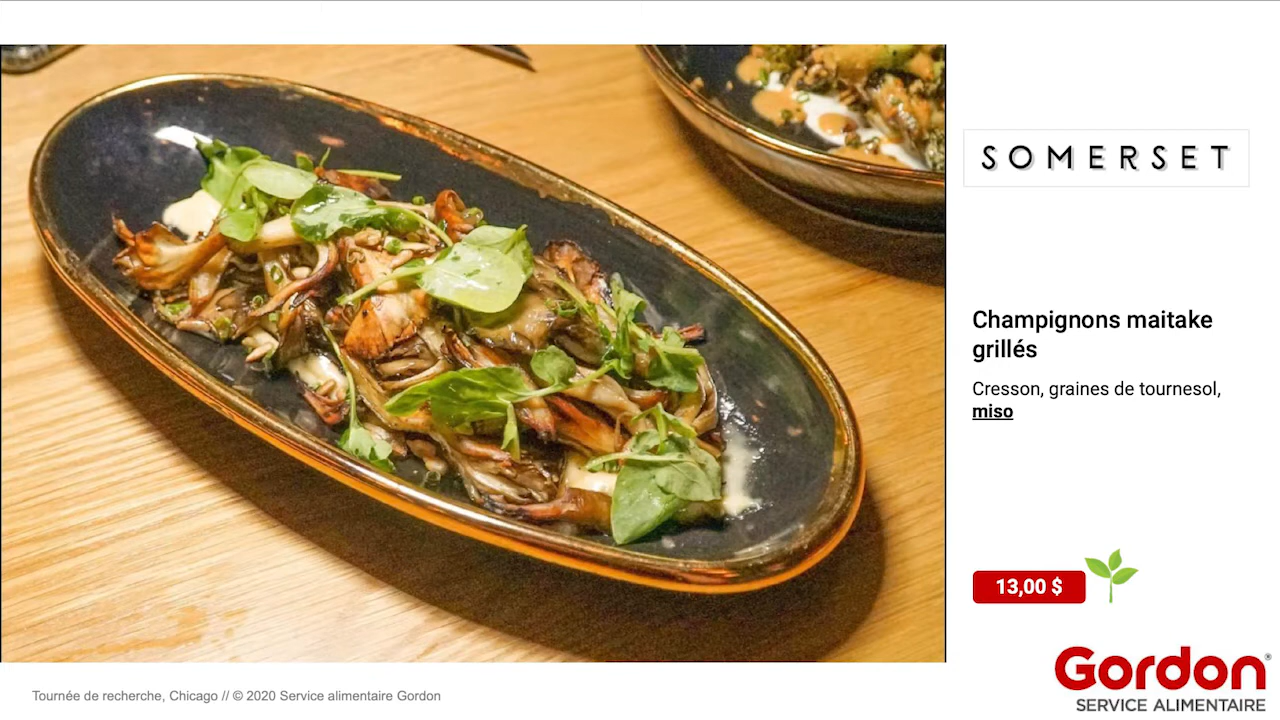 SOMERSET
Champignons maitake
grillés
Cresson, graines de tournesol,
miso
13,00 $
Gordon®
SERVICE ALIMENTAIRE
Tournée de recherche, Chicago // © 2020 Service alimentaire Gordon